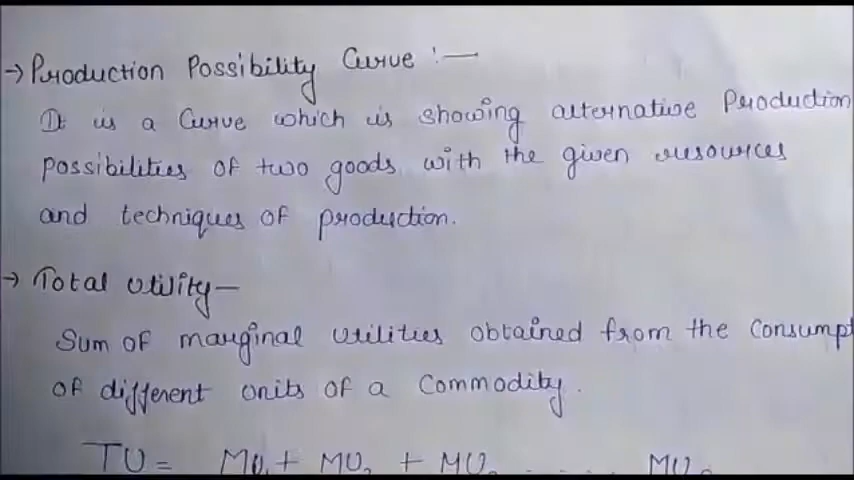 → Production Possibility Curve :—
It is a Curve which is showing alternative Production
possibilities of two goods with the given resources
and techniques of production.
→ Total Utility—
Sum of marginal utilities obtained from the Consumpt
of different units of a Commodity.
TU = MU1 + MU2 + MU ...... MU